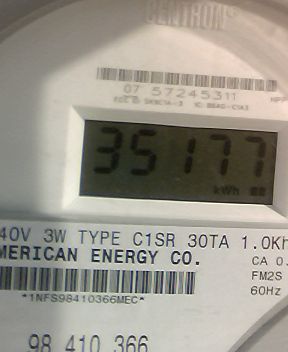 CENTRON®
07 57245311
35177
kWh
40V 3W TYPE C1SR 30TA 1.0Kh
MERICAN ENERGY CO.
CA 0.
FM2S
60Hz
*1NFS98410366MEC*
98 410 366